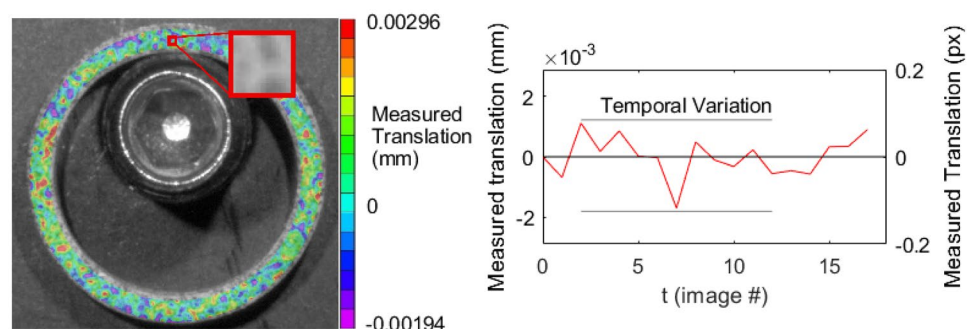 0.00296
Measured
Translation
(mm)
0
-0.00194
Measured translation (mm)
×10⁻³
2
0
-2
Temporal Variation
0 5 10 15
t (image #)
0.2
0
-0.2
Measured Translation (px)